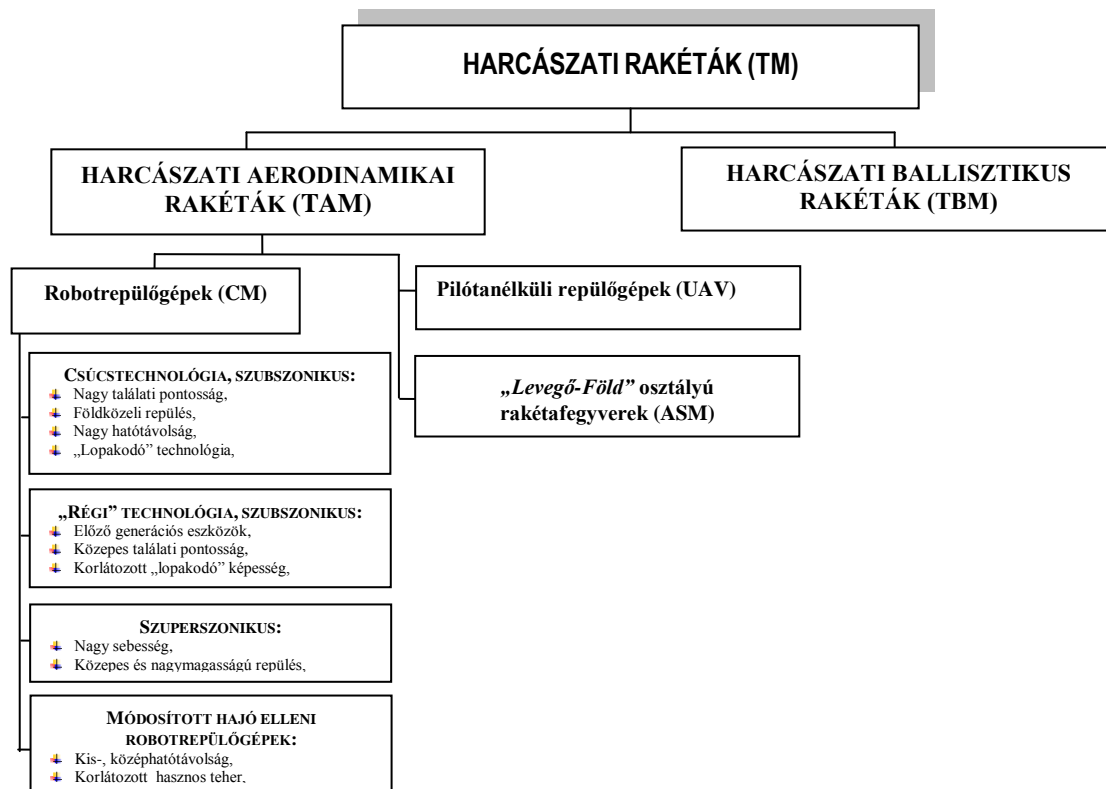 HARCÁSZATI RAKÉTÁK (TM)
HARCÁSZATI AERODINAMIKAI
RAKÉTÁK (TAM)
HARCÁSZATI BALLISZTIKUS
RAKÉTÁK (TBM)
Robotrepülőgépek (CM)
Pilótanélküli repülőgépek (UAV)
„Levegő-Föld” osztályú
rakétafegyverek (ASM)
CSÚCSTECHNOLÓGIA, SZUBSZONIKUS:
Nagy találati pontosság,
Földközeli repülés,
Nagy hatótávolság,
„Lopakodó” technológia,
„RÉGI” TECHNOLÓGIA, SZUBSZONIKUS:
Előző generációs eszközök,
Közepes találati pontosság,
Korlátozott „lopakodó” képesség,
SZUPERSZONIKUS:
Nagy sebesség,
Közepes és nagymagasságú repülés,
MÓDOSÍTOTT HAJÓ ELLENI
ROBOTREPÜLŐGÉPEK:
Kis-, középhatótávolság,
Korlátozott hasznos teher,